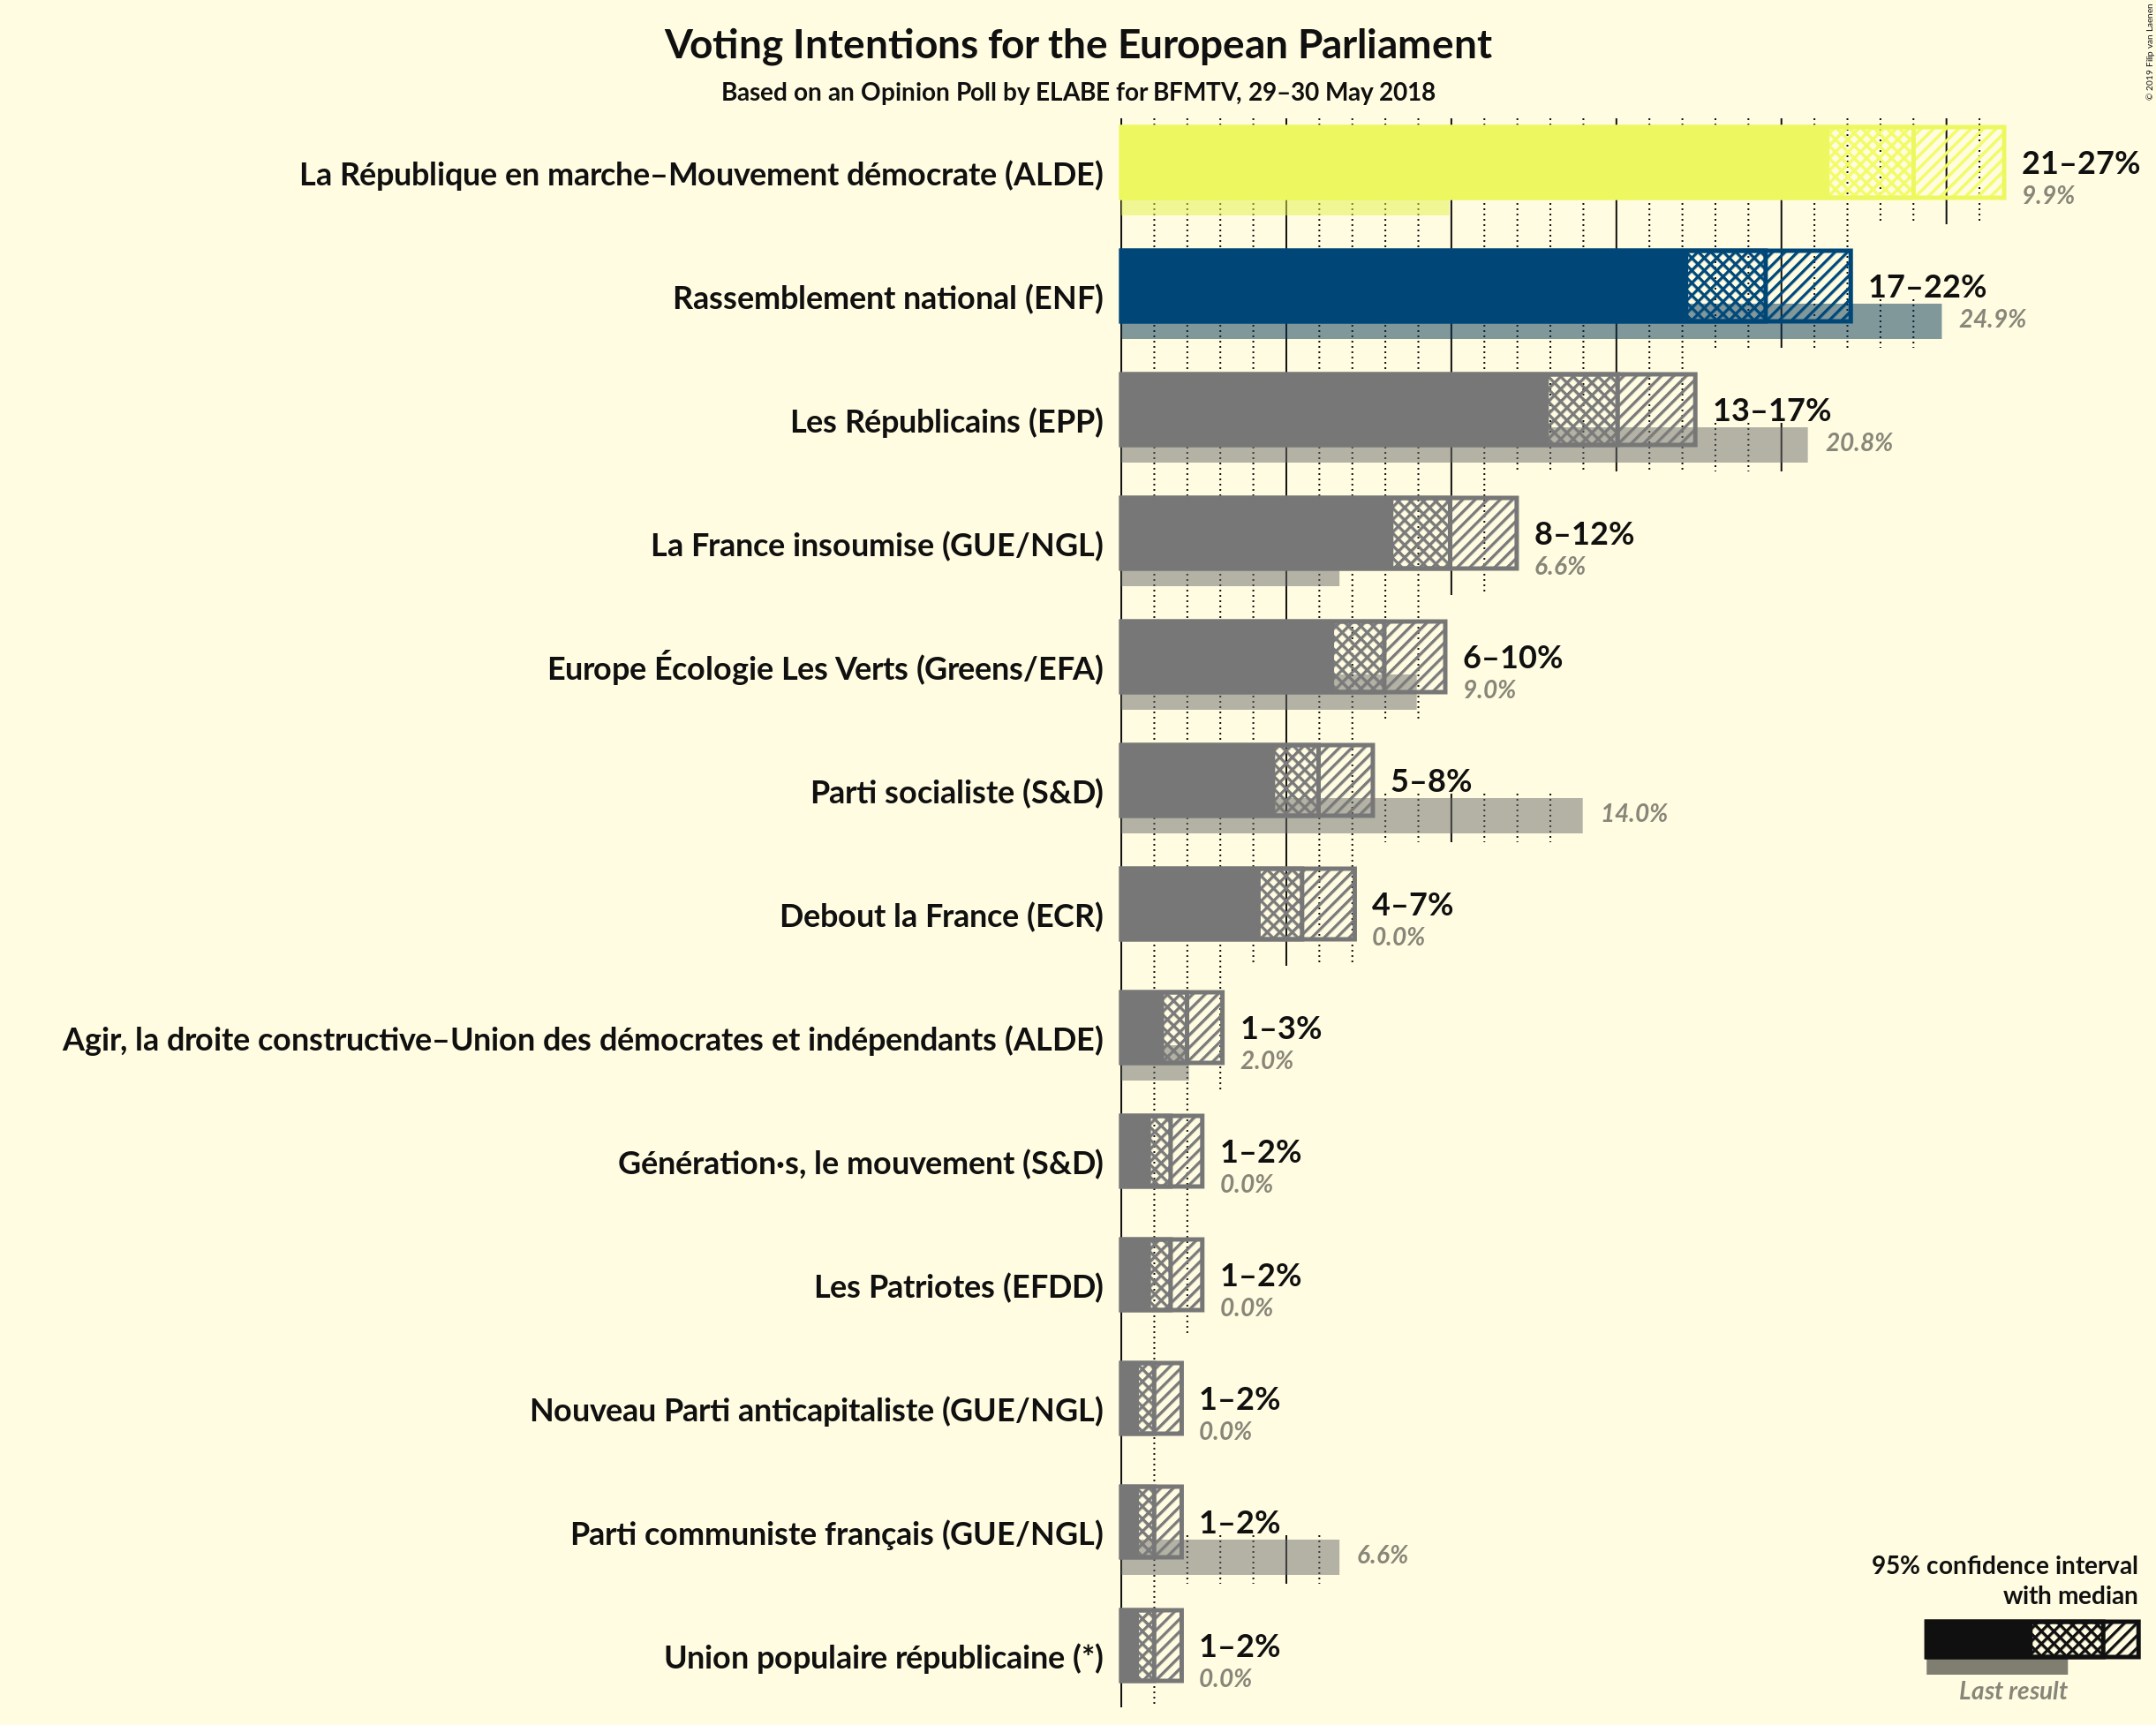 Voting Intentions for the European Parliament
Based on an Opinion Poll by ELABE for BFMTV, 29–30 May 2018
© 2019 Filip van Laenen
La République en marche–Mouvement démocrate (ALDE)
21–27%
9.9%
Rassemblement national (ENF)
17–22%
24.9%
Les Républicains (EPP)
13–17%
20.8%
La France insoumise (GUE/NGL)
8–12%
6.6%
Europe Écologie Les Verts (Greens/EFA)
6–10%
9.0%
Parti socialiste (S&D)
5–8%
14.0%
Debout la France (ECR)
4–7%
0.0%
Agir, la droite constructive–Union des démocrates et indépendants (ALDE)
1–3%
2.0%
Génération·s, le mouvement (S&D)
1–2%
0.0%
Les Patriotes (EFDD)
1–2%
0.0%
Nouveau Parti anticapitaliste (GUE/NGL)
1–2%
0.0%
Parti communiste français (GUE/NGL)
1–2%
6.6%
Union populaire républicaine (*)
1–2%
0.0%
95% confidence interval
with median
Last result